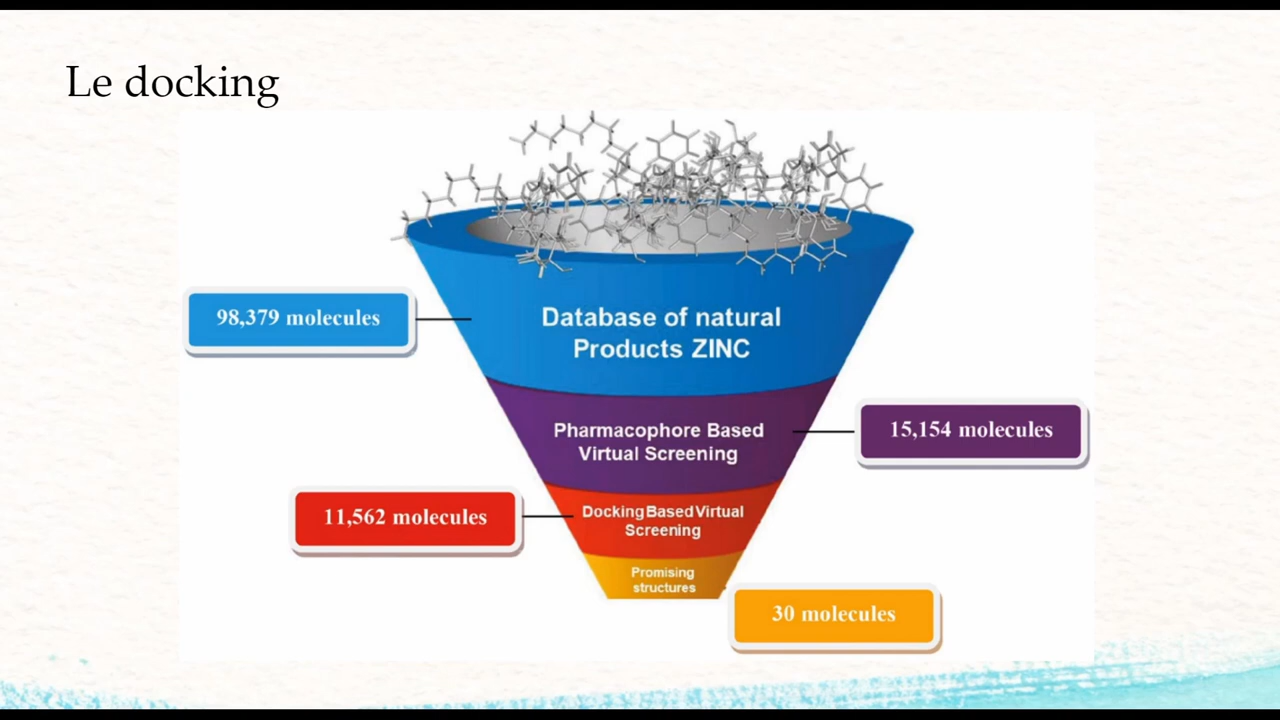 Le docking
98,379 molecules
Database of natural
Products ZINC
Pharmacophore Based
Virtual Screening
15,154 molecules
11,562 molecules
Docking Based Virtual
Screening
Promising
structures
30 molecules